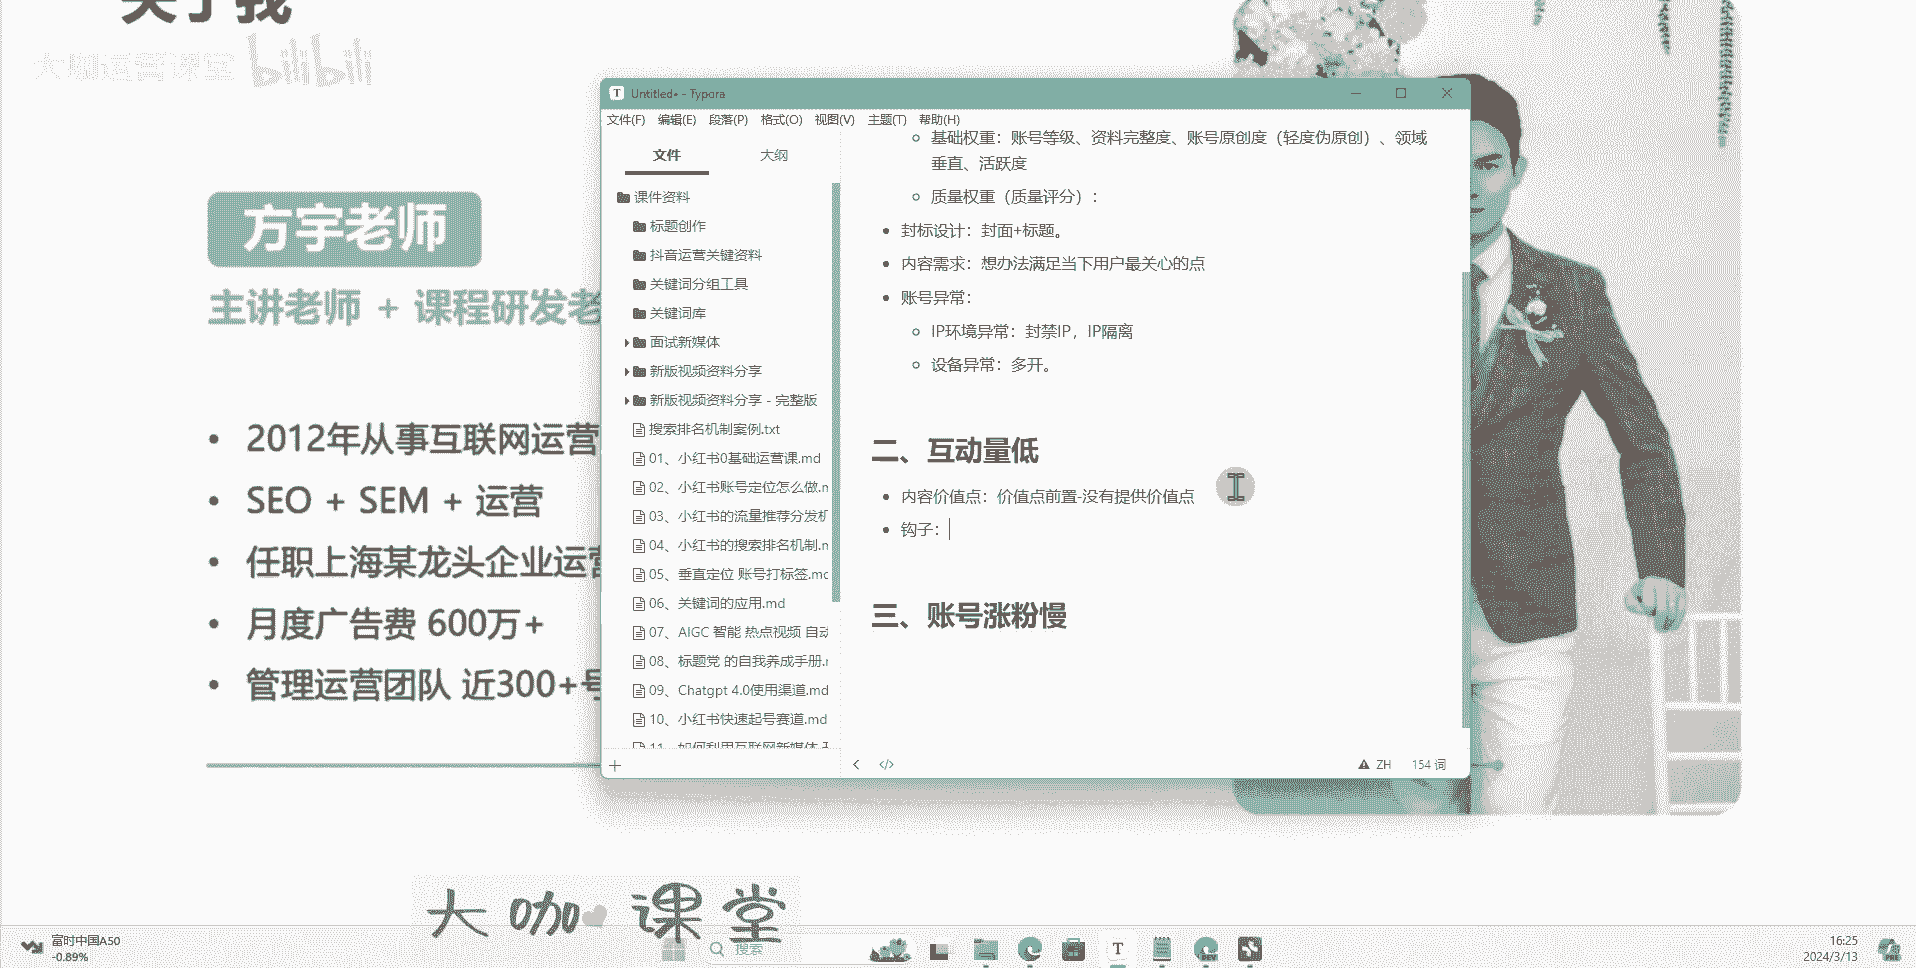 关于我
大咖运营课堂 bilibili
方宇老师
主讲老师 + 课程研发老
2012年从事互联网运营
SEO + SEM + 运营
任职上海某龙头企业运营
月度广告费 600万+
管理运营团队 近300+号
Untitled• - Typora
文件(F) 编辑(E) 段落(P) 格式(O) 视图(V) 主题(T) 帮助(H)
文件 大纲
课件资料
标题创作
抖音运营关键资料
关键词分组工具
关键词库
面试新媒体
新版视频资料分享
新版视频资料分享 - 完整版
搜索排名机制案例.txt
01、小红书0基础运营课.md
02、小红书账号定位怎么做.m
03、小红书的流量推荐分发机
04、小红书的搜索排名机制.m
05、垂直定位 账号打标签.md
06、关键词的应用.md
07、AIGC 智能 热点视频 自动
08、标题党 的自我养成手册.m
09、Chatgpt 4.0使用渠道.md
10、小红书快速起号赛道.md
11、如何利用互联网新媒体
基础权重：账号等级、资料完整度、账号原创度（轻度伪原创）、领域
垂直、活跃度
质量权重（质量评分）：
封标设计：封面+标题。
内容需求：想办法满足当下用户最关心的点
账号异常：
IP环境异常：封禁IP，IP隔离
设备异常：多开。
二、互动量低
内容价值点：价值点前置-没有提供价值点
钩子：
三、账号涨粉慢
ZH 154 词
大咖课堂
富时中国A50
-0.89%
搜索
16:25
2024/3/13